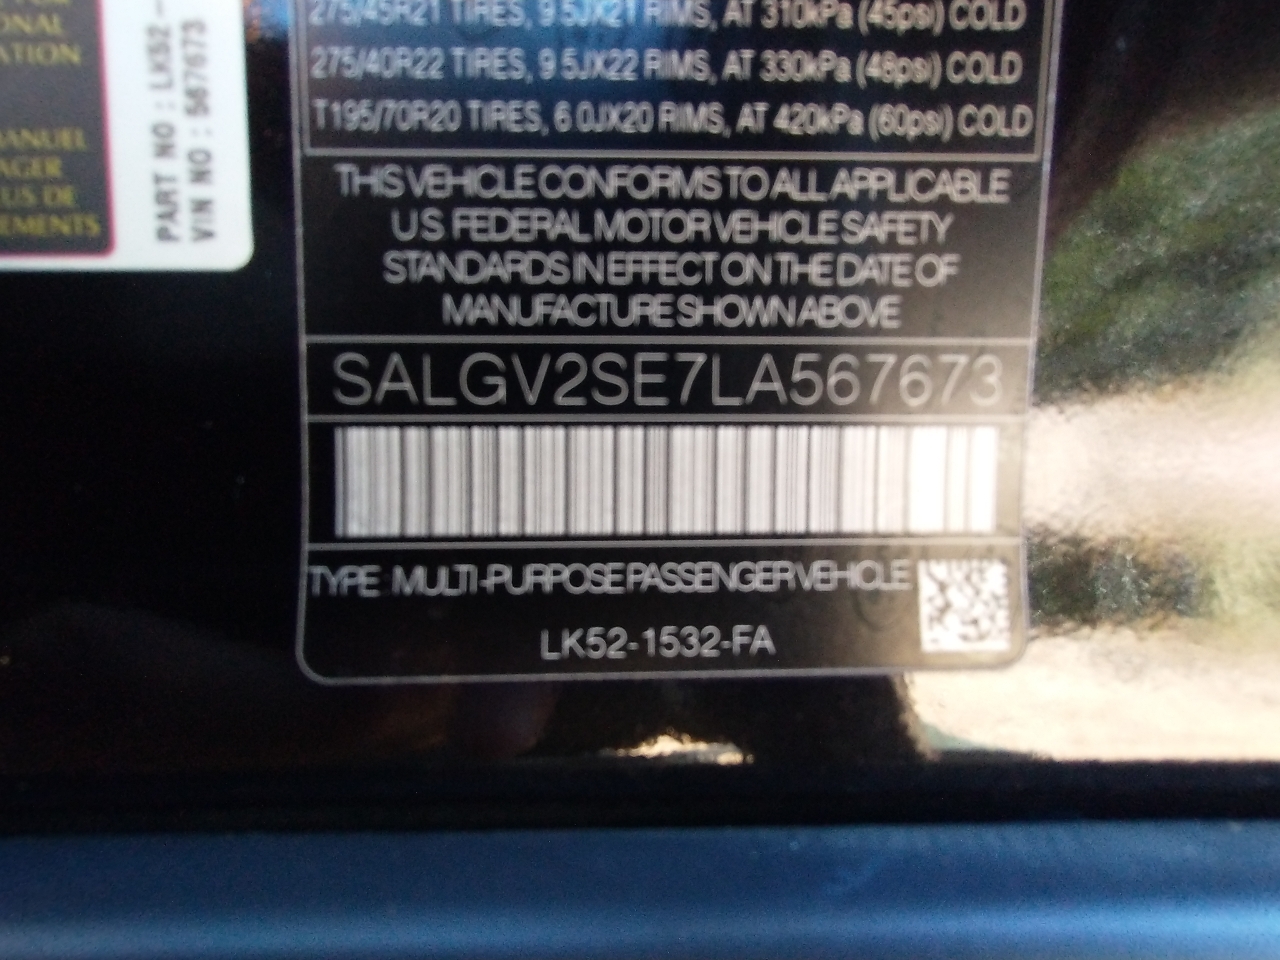 ONAL
ATION
MANUEL
AGER
US DE
EMENTS
PART NO : LK52-
VIN NO : 567673
275/45R21 TIRES, 9.5JX21 RIMS, AT 310kPa (45psi) COLD
275/40R22 TIRES, 9.5JX22 RIMS, AT 330kPa (48psi) COLD
T195/70R20 TIRES, 6.0JX20 RIMS, AT 420kPa (60psi) COLD
THIS VEHICLE CONFORMS TO ALL APPLICABLE
U.S. FEDERAL MOTOR VEHICLE SAFETY
STANDARDS IN EFFECT ON THE DATE OF
MANUFACTURE SHOWN ABOVE
SALGV2SE7LA567673
TYPE MULTI-PURPOSE PASSENGER VEHICLE
LK52-1532-FA